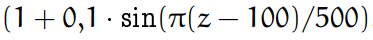 (1 + 0,1 · sin(π(z − 100)/500)